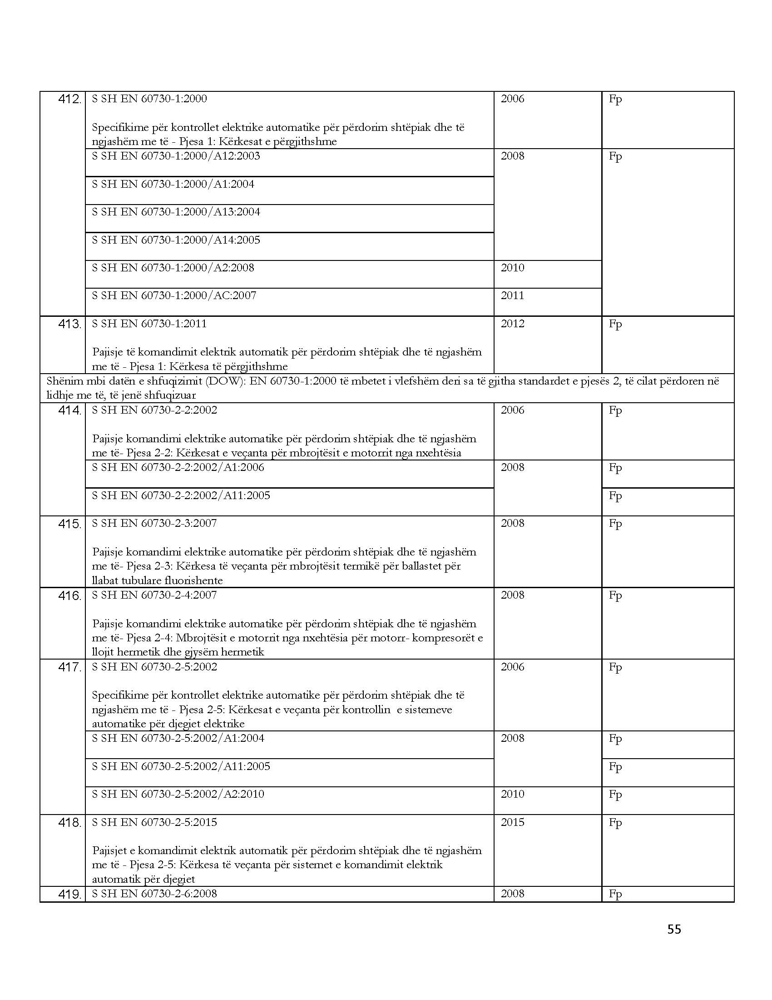 412. S SH EN 60730-1:2000 2006 Fp
Specifikime për kontrollet elektrike automatike për përdorim shtëpiak dhe të
ngjashëm me të - Pjesa 1: Kërkesat e përgjithshme
S SH EN 60730-1:2000/A12:2003 2008 Fp
S SH EN 60730-1:2000/A1:2004
S SH EN 60730-1:2000/A13:2004
S SH EN 60730-1:2000/A14:2005
S SH EN 60730-1:2000/A2:2008 2010
S SH EN 60730-1:2000/AC:2007 2011
413. S SH EN 60730-1:2011 2012 Fp
Pajisje të komandimit elektrik automatik për përdorim shtëpiak dhe të ngjashëm
me të - Pjesa 1: Kërkesa të përgjithshme
Shënim mbi datën e shfuqizimit (DOW): EN 60730-1:2000 të mbetet i vlefshëm deri sa të gjitha standardet e pjesës 2, të cilat përdoren në
lidhje me të, të jenë shfuqizuar
414. S SH EN 60730-2-2:2002 2006 Fp
Pajisje komandimi elektrike automatike për përdorim shtëpiak dhe të ngjashëm
me të- Pjesa 2-2: Kërkesat e veçanta për mbrojtësit e motorrit nga nxehtësia
S SH EN 60730-2-2:2002/A1:2006 2008 Fp
S SH EN 60730-2-2:2002/A11:2005 Fp
415. S SH EN 60730-2-3:2007 2008 Fp
Pajisje komandimi elektrike automatike për përdorim shtëpiak dhe të ngjashëm
me të- Pjesa 2-3: Kërkesa të veçanta për mbrojtësit termikë për ballastet për
llabat tubulare fluorishente
416. S SH EN 60730-2-4:2007 2008 Fp
Pajisje komandimi elektrike automatike për përdorim shtëpiak dhe të ngjashëm
me të- Pjesa 2-4: Mbrojtësit e motorrit nga nxehtësia për motorr- kompresorët e
llojit hermetik dhe gjysëm hermetik
417. S SH EN 60730-2-5:2002 2006 Fp
Specifikime për kontrollet elektrike automatike për përdorim shtëpiak dhe të
ngjashëm me të - Pjesa 2-5: Kërkesat e veçanta për kontrollin  e sistemeve
automatike për djegiet elektrike
S SH EN 60730-2-5:2002/A1:2004 2008 Fp
S SH EN 60730-2-5:2002/A11:2005 Fp
S SH EN 60730-2-5:2002/A2:2010 2010 Fp
418. S SH EN 60730-2-5:2015 2015 Fp
Pajisjet e komandimit elektrik automatik për përdorim shtëpiak dhe të ngjashëm
me të - Pjesa 2-5: Kërkesa të veçanta për sistemet e komandimit elektrik
automatik për djegiet
419. S SH EN 60730-2-6:2008 2008 Fp
55